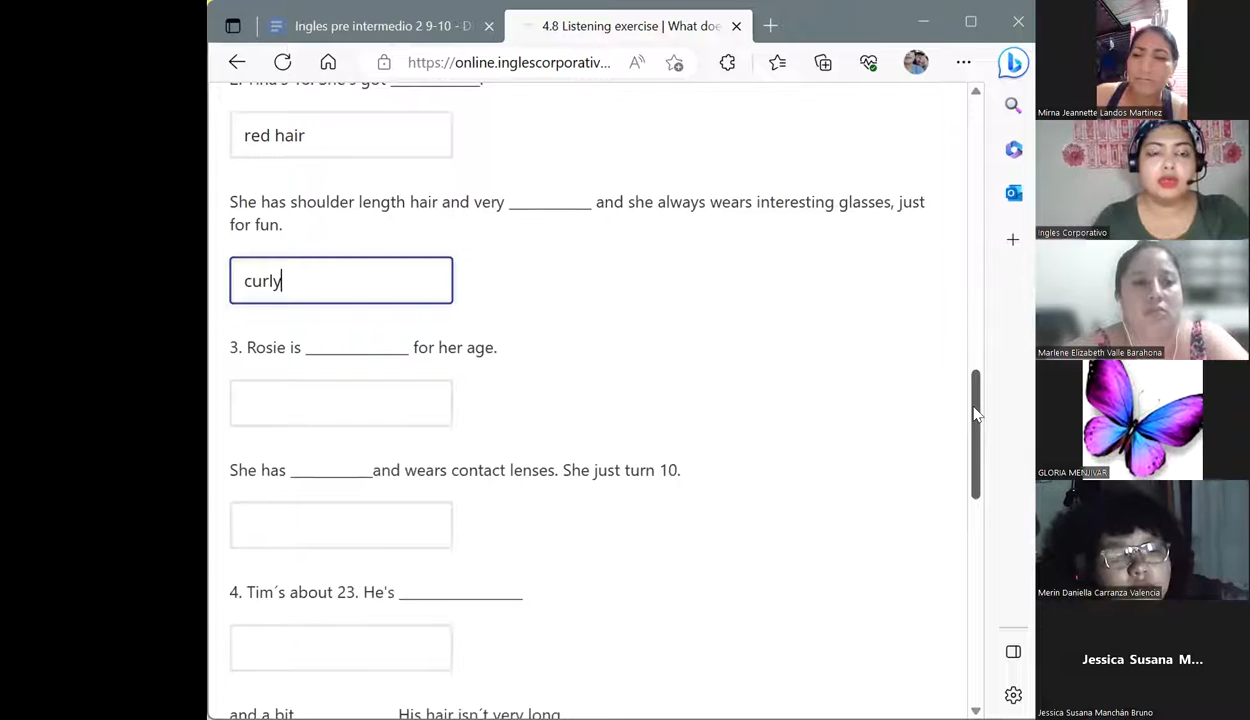 Ingles pre intermedio 2 9-10 - D
4.8 Listening exercise | What doe
https://online.inglescorporativ...
red hair
She has shoulder length hair and very __________ and she always wears interesting glasses, just
for fun.
curly
3. Rosie is _____________ for her age.
She has __________and wears contact lenses. She just turn 10.
4. Tim´s about 23. He's _______________
and a bit ____________ His hair isn´t very long
Mirna Jeannette Landos Martinez
Ingles Corporativo
Marlene Elizabeth Valle Barahona
GLORIA MENJIVAR
Merin Daniella Carranza Valencia
Jessica Susana M...
Jessica Susana Manchán Bruno